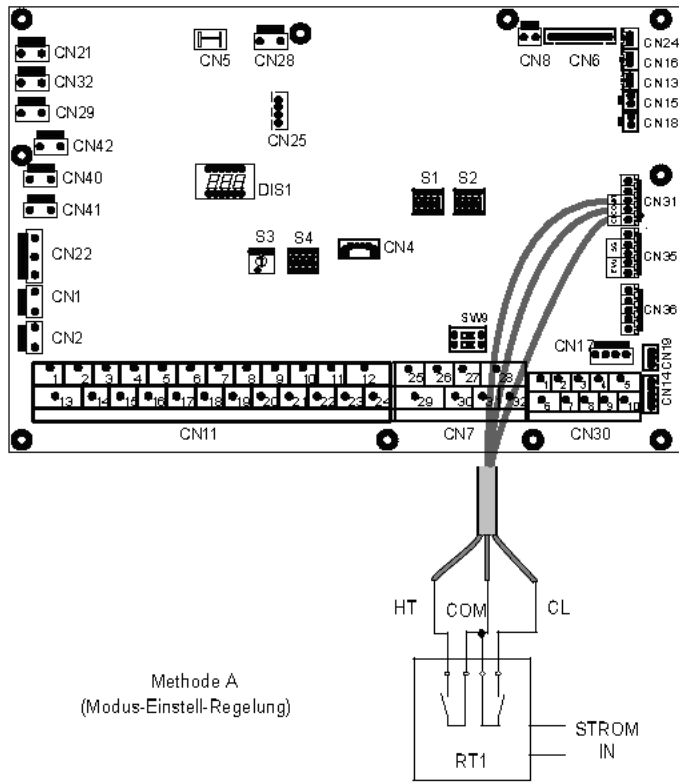 CN21
CN32
CN29
CN42
CN40
CN41
CN22
CN1
CN2
CN5
CN28
CN25
DIS1
S3
S4
CN4
S1
S2
CN8
CN6
CN24
CN16
CN13
CN15
CN18
CN31
CN35
CN36
CN19
CN14
CN17
SW9
1 2 3 4 5 6 7 8 9 10 11 12
13 14 15 16 17 18 19 20 21 22 23 24
CN11
25 26 27 28
29 30 31 32
CN7
1 2 3 4 5
6 7 8 9 10
CN30
HT
COM
CL
RT1
STROM
IN
Methode A
(Modus-Einstell-Regelung)